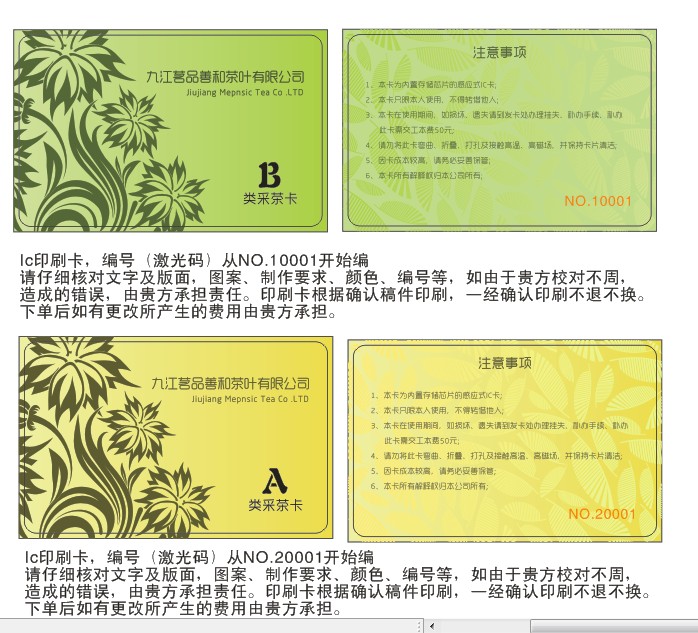 九江茗品善和茶叶有限公司
Jiujiang Mepnsic Tea Co .LTD
B
类采茶卡
注意事项
1、本卡为内置存储芯片的感应式IC卡;
2、本卡只限本人使用，不得转借他人;
3、本卡在使用期间，如损坏、遗失请到发卡处办理挂失、补办手续，补办
此卡需交工本费50元;
4、请勿将此卡弯曲、折叠、打孔及接触高温、高磁场，并保持卡片清洁;
5、因卡成本较高，请务必妥善保管;
6、本卡所有解释权归本公司所有;
NO.10001
Ic印刷卡，编号（激光码）从NO.10001开始编
请仔细核对文字及版面，图案、制作要求、颜色、编号等，如由于贵方校对不周，
造成的错误，由贵方承担责任。印刷卡根据确认稿件印刷，一经确认印刷不退不换。
下单后如有更改所产生的费用由贵方承担。
九江茗品善和茶叶有限公司
Jiujiang Mepnsic Tea Co .LTD
A
类采茶卡
注意事项
1、本卡为内置存储芯片的感应式IC卡;
2、本卡只限本人使用，不得转借他人;
3、本卡在使用期间，如损坏、遗失请到发卡处办理挂失、补办手续，补办
此卡需交工本费50元;
4、请勿将此卡弯曲、折叠、打孔及接触高温、高磁场，并保持卡片清洁;
5、因卡成本较高，请务必妥善保管;
6、本卡所有解释权归本公司所有;
NO.20001
Ic印刷卡，编号（激光码）从NO.20001开始编
请仔细核对文字及版面，图案、制作要求、颜色、编号等，如由于贵方校对不周，
造成的错误，由贵方承担责任。印刷卡根据确认稿件印刷，一经确认印刷不退不换。
下单后如有更改所产生的费用由贵方承担。